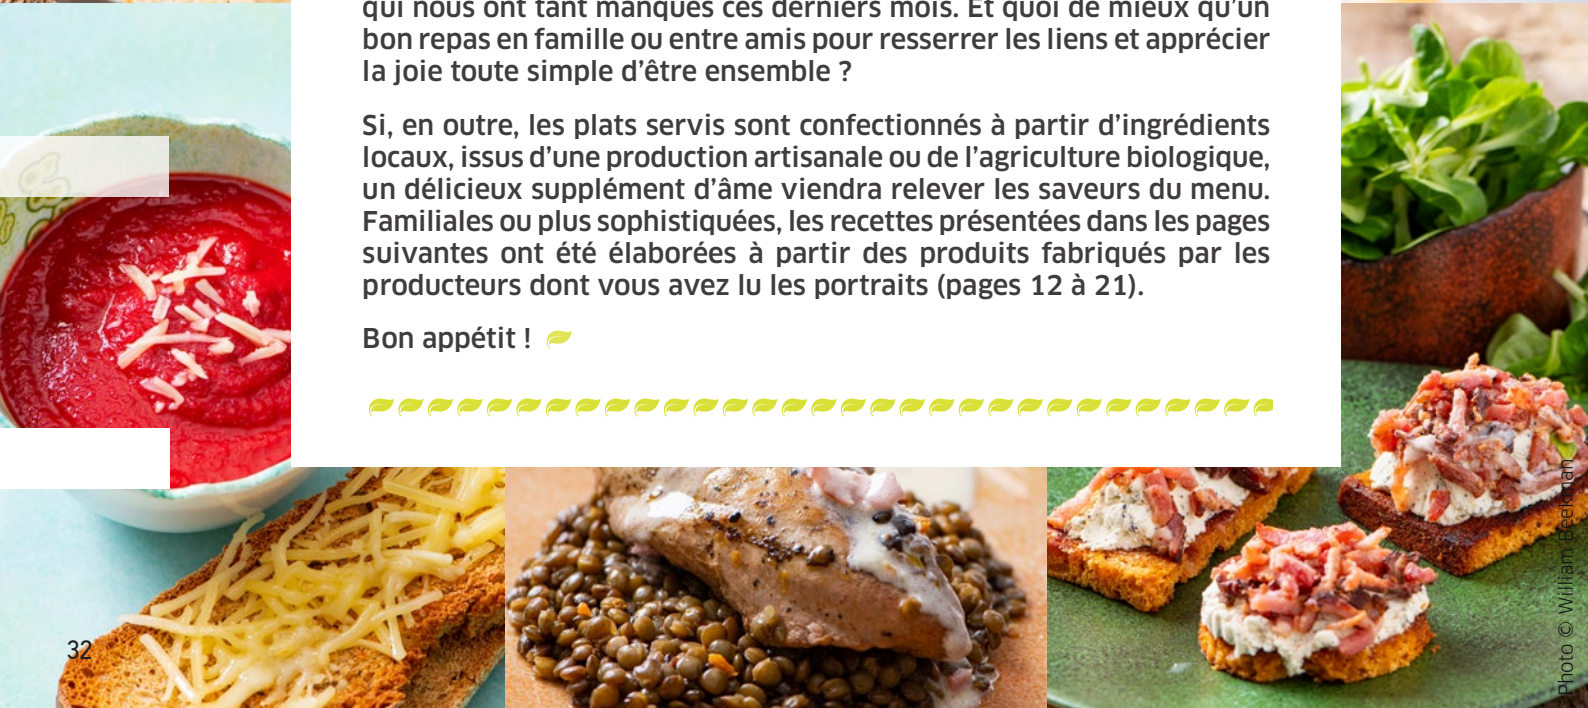 qui nous ont tant manqués ces derniers mois. Et quoi de mieux qu’un
bon repas en famille ou entre amis pour resserrer les liens et apprécier
la joie toute simple d’être ensemble ?
Si, en outre, les plats servis sont confectionnés à partir d’ingrédients
locaux, issus d’une production artisanale ou de l’agriculture biologique,
un délicieux supplément d’âme viendra relever les saveurs du menu.
Familiales ou plus sophistiquées, les recettes présentées dans les pages
suivantes ont été élaborées à partir des produits fabriqués par les
producteurs dont vous avez lu les portraits (pages 12 à 21).
Bon appétit !
32
Photo © William